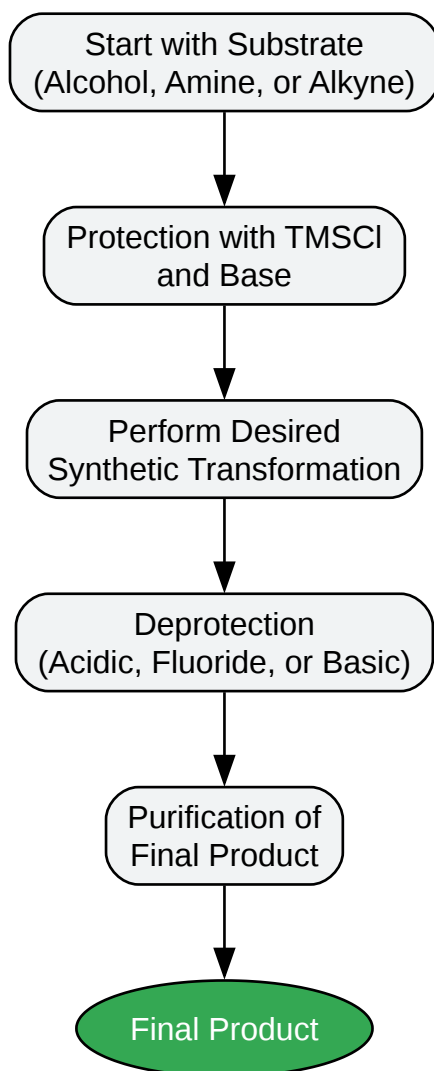 Start with Substrate
(Alcohol, Amine, or Alkyne)
Protection with TMSCl
and Base
Perform Desired
Synthetic Transformation
Deprotection
(Acidic, Fluoride, or Basic)
Purification of
Final Product
Final Product